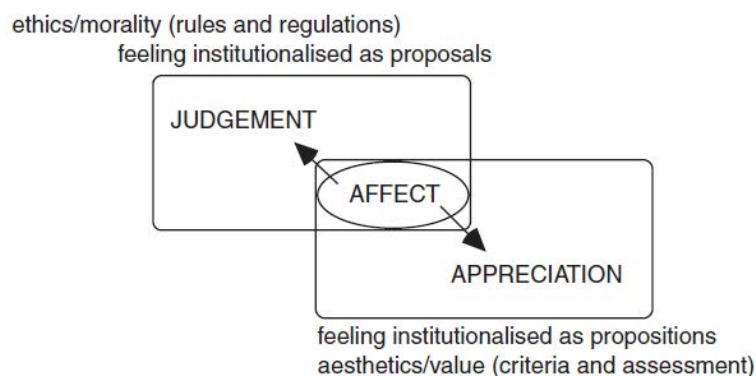 ethics/morality (rules and regulations)
feeling institutionalised as proposals
JUDGEMENT
AFFECT
APPRECIATION
feeling institutionalised as propositions
aesthetics/value (criteria and assessment)